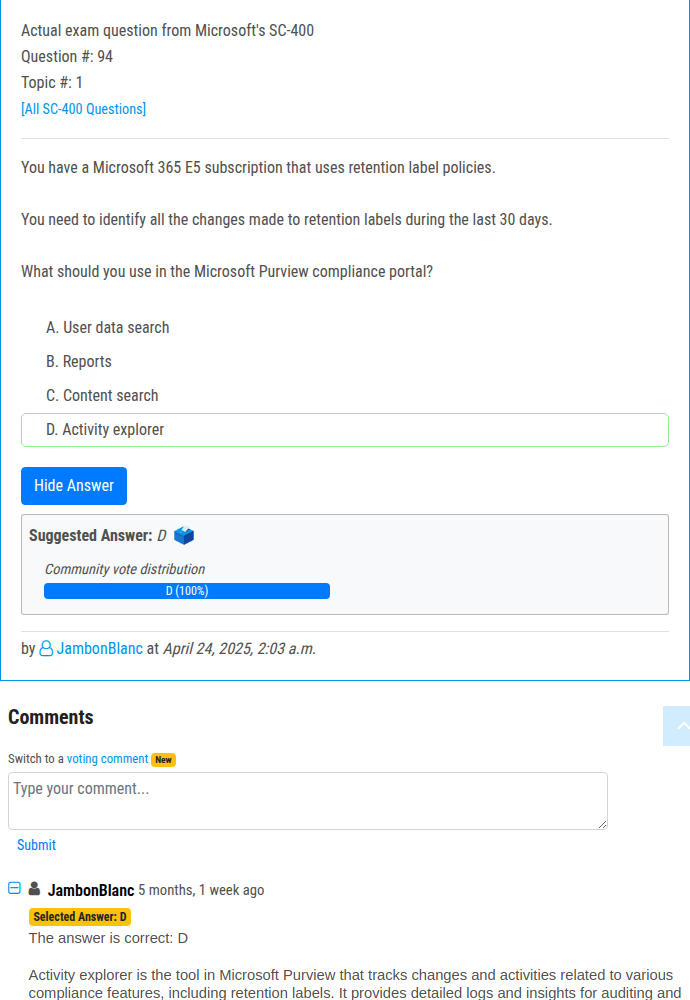 Actual exam question from Microsoft's SC-400
Question #: 94
Topic #: 1
[All SC-400 Questions]
You have a Microsoft 365 E5 subscription that uses retention label policies.
You need to identify all the changes made to retention labels during the last 30 days.
What should you use in the Microsoft Purview compliance portal?
A. User data search
B. Reports
C. Content search
D. Activity explorer
Hide Answer
Suggested Answer: D
Community vote distribution
D (100%)
by JambonBlanc at April 24, 2025, 2:03 a.m.
Comments
Switch to a voting comment New
Type your comment...
Submit
JambonBlanc 5 months, 1 week ago
Selected Answer: D
The answer is correct: D
Activity explorer is the tool in Microsoft Purview that tracks changes and activities related to various
compliance features, including retention labels. It provides detailed logs and insights for auditing and